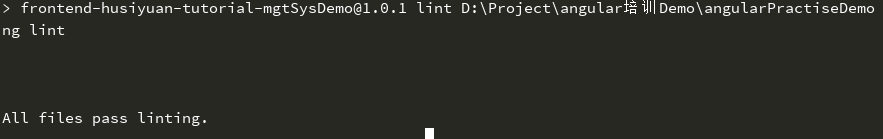 > frontend-husiyuan-tutorial-mgtSysDemo@1.0.1 lint D:\Project\angular培训Demo\angularPractiseDemo
ng lint
All files pass linting.